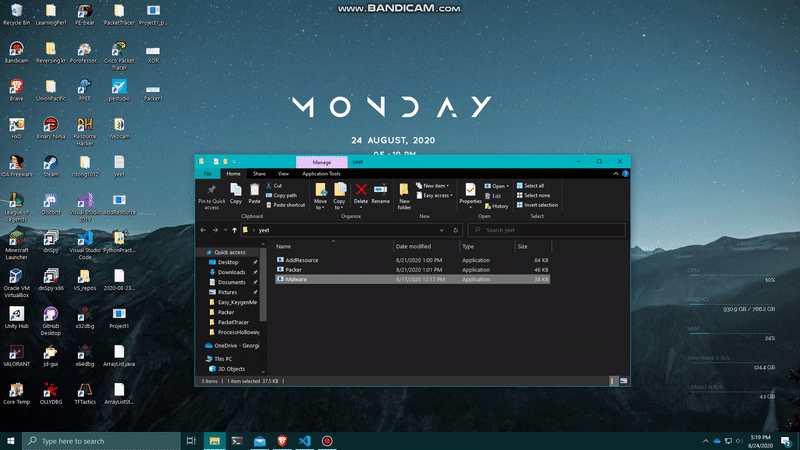 www.BANDICAM.com
Recycle Bin
LearningPerl
PE-bear
PacketTracer
Project1_p...
Bandicam
Reversing.kr
Porofessor...
Cisco Packet Tracer
XOR
Brave
UnionPacific
PPEE
pestudio
Packer1
HxD
Binary Ninja
Resource Hacker
Webcam
IDA Freeware
Steam
cdong1012
yeet
League of Legends
Discord
Visual Studio 2019
AddResource
Minecraft Launcher
dnSpy
Visual Studio Code
PythonPract...
Oracle VM VirtualBox
dnSpy-x86
VS_repos
2020-08-23...
Unity Hub
GitHub Desktop
x32dbg
Project1
VALORANT
jd-gui
x64dbg
ArrayList.java
Core Temp
OLLYDBG
TFTactics
ArrayListSt...
MONDAY
24 AUGUST, 2020
Manage
yeet
File
Home
Share
View
Application Tools
Pin to Quick access
Copy
Paste
Cut
Copy path
Paste shortcut
Clipboard
Move to
Copy to
Delete
Rename
Organize
New folder
New item
Easy access
New
Properties
Open
Edit
History
Open
Select all
Select none
Invert selection
Select
yeet
Search yeet
Name
Date modified
Type
Size
AddResource
8/21/2020 1:00 PM
Application
84 KB
Packer
8/21/2020 1:01 PM
Application
46 KB
Malware
8/17/2020 12:17 PM
Application
38 KB
Quick access
Desktop
Downloads
Documents
Pictures
Easy_KeygenMe
Packer
PacketTracer
ProcessHollowing
OneDrive - Georgi
This PC
3D Objects
3 items
1 item selected 37.5 KB
CPU
10%
930.9 GB / 766.2 GB
24%
124.4 GB
4.1 GB
Type here to search
5:19 PM
8/24/2020